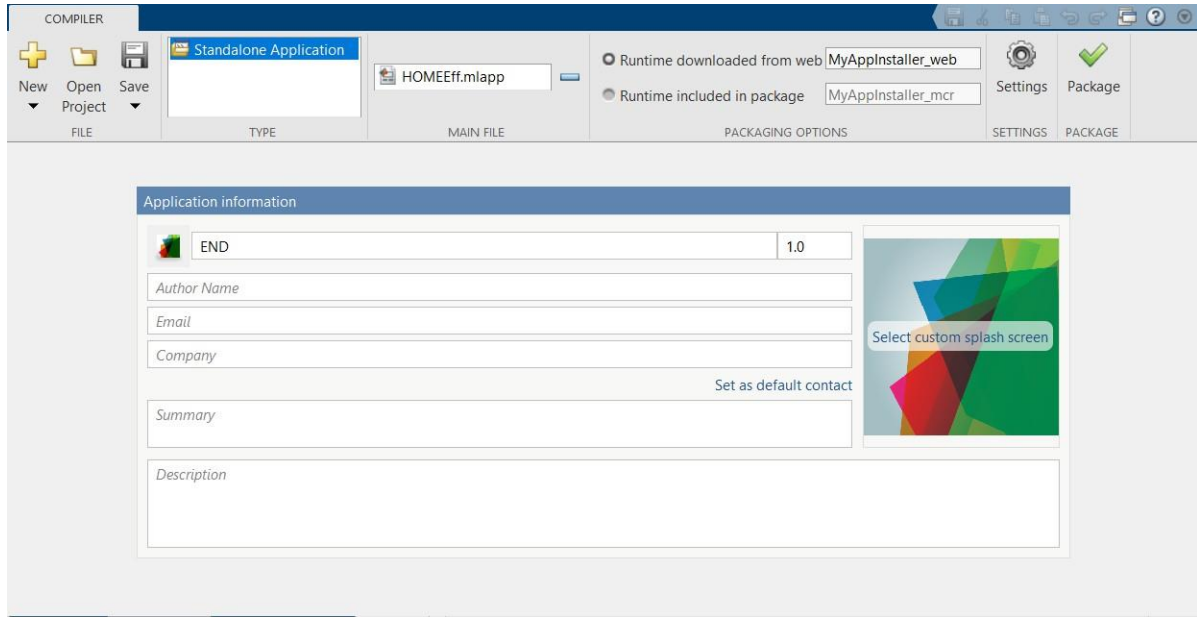 COMPILER
New
Open Project
Save
FILE
Standalone Application
TYPE
HOMEEff.mlapp
MAIN FILE
Runtime downloaded from web MyAppInstaller_web
Runtime included in package MyAppInstaller_mcr
PACKAGING OPTIONS
Settings
SETTINGS
Package
PACKAGE
Application information
END 1.0
Author Name
Email
Company
Select custom splash screen
Set as default contact
Summary
Description